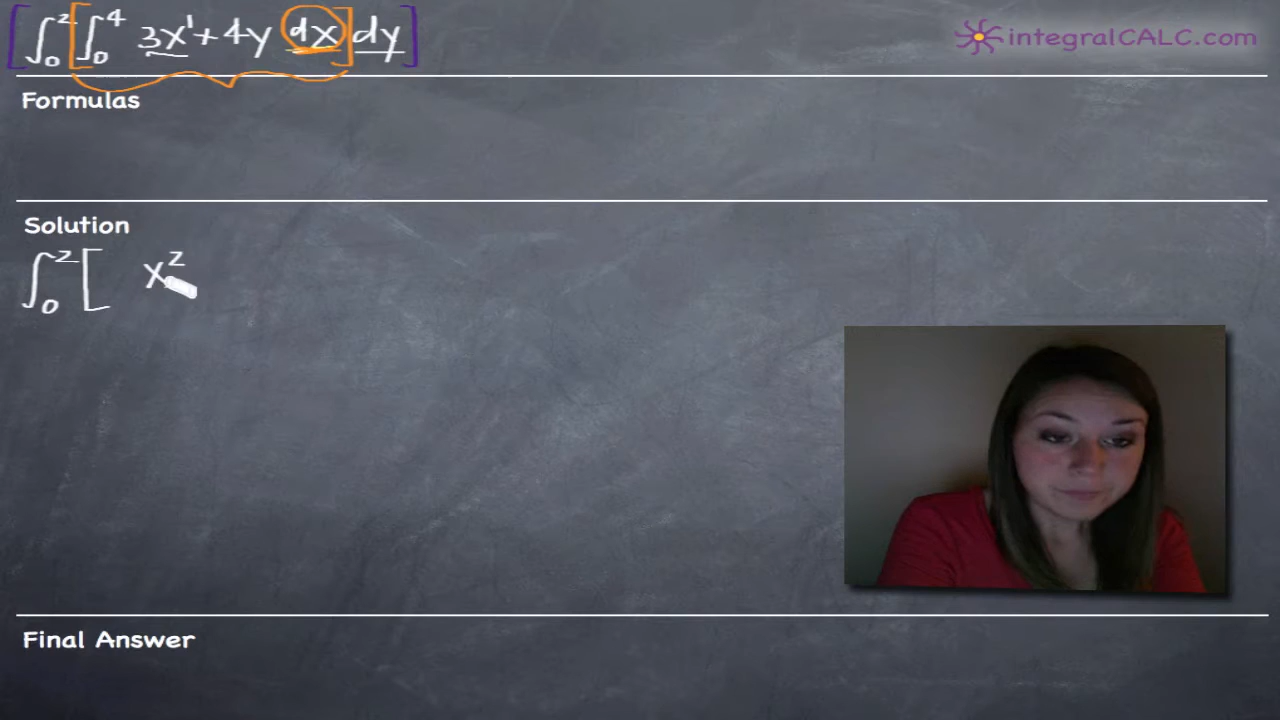 [∫₀² [∫₀⁴ 3x¹ + 4y dx] dy]
integralCALC.com
Formulas
Solution
∫₀² [ x²
Final Answer